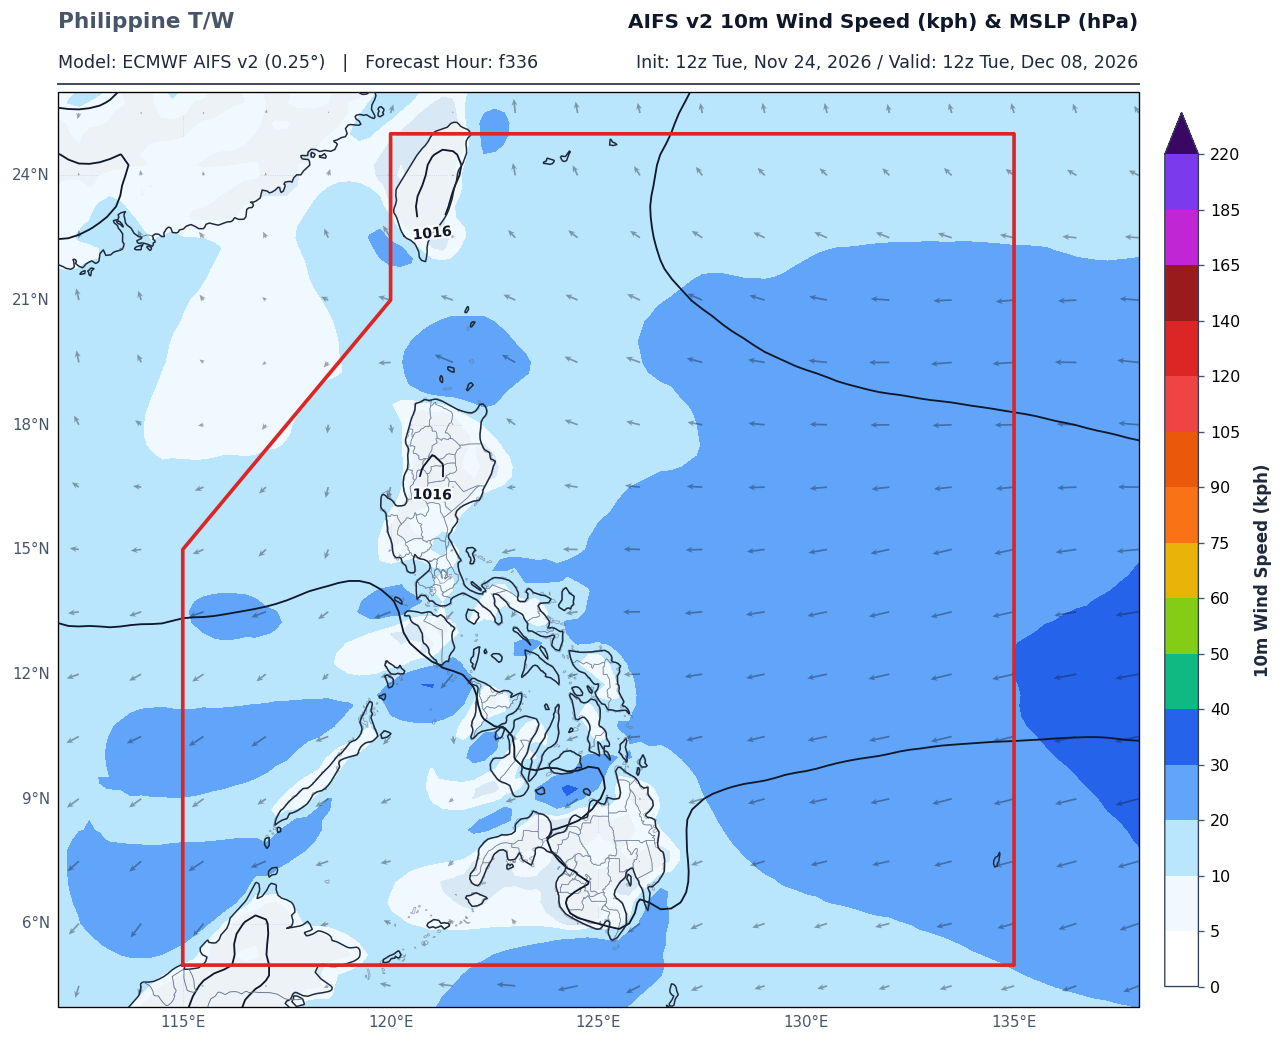 Philippine T/W
AIFS v2 10m Wind Speed (kph) & MSLP (hPa)
Model: ECMWF AIFS v2 (0.25°) | Forecast Hour: f336
Init: 12z Tue, Nov 24, 2026 / Valid: 12z Tue, Dec 08, 2026
24°N
21°N
18°N
15°N
12°N
9°N
6°N
1016
1016
115°E
120°E
125°E
130°E
135°E
220
185
165
140
120
105
90
75
60
50
40
30
20
10
5
0
10m Wind Speed (kph)